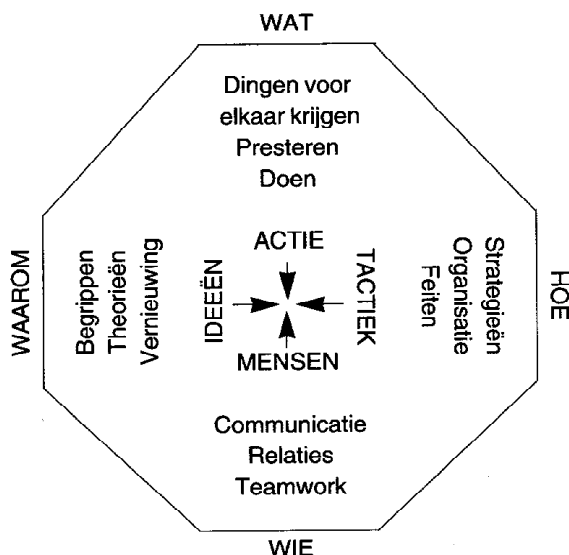 WAT
Dingen voor
elkaar krijgen
Presteren
Doen
ACTIE
WAAROM
Begrippen
Theorieën
Vernieuwing
IDEEËN
TACTIEK
Strategieën
Organisatie
Feiten
HOE
MENSEN
Communicatie
Relaties
Teamwork
WIE